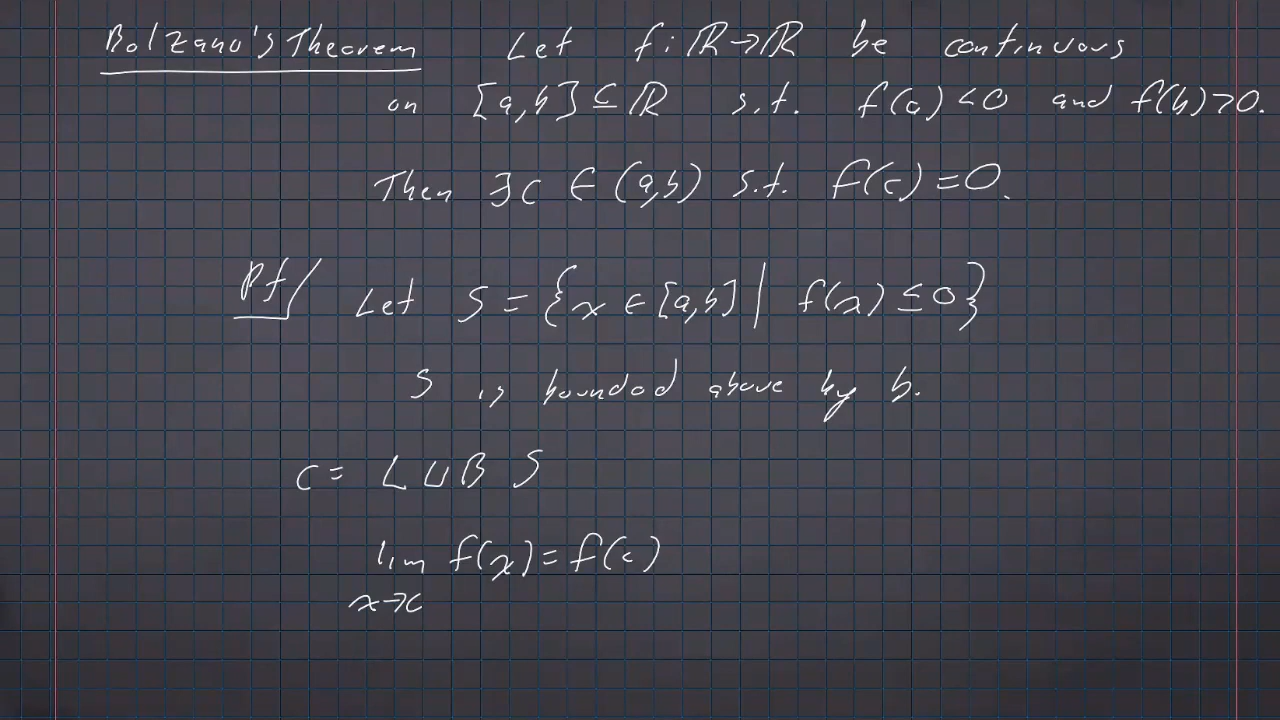 Bolzano's Theorem Let f: ℝ→ℝ be continuous
on [a,b] ⊆ ℝ s.t. f(a)<0 and f(b)>0.
Then ∃c ∈ (a,b) s.t. f(c)=0.
Pf/ Let S = {x ∈ [a,b] | f(x) ≤ 0}
S is bounded above by b.
c = LUB S
lim f(x) = f(c)
x→c